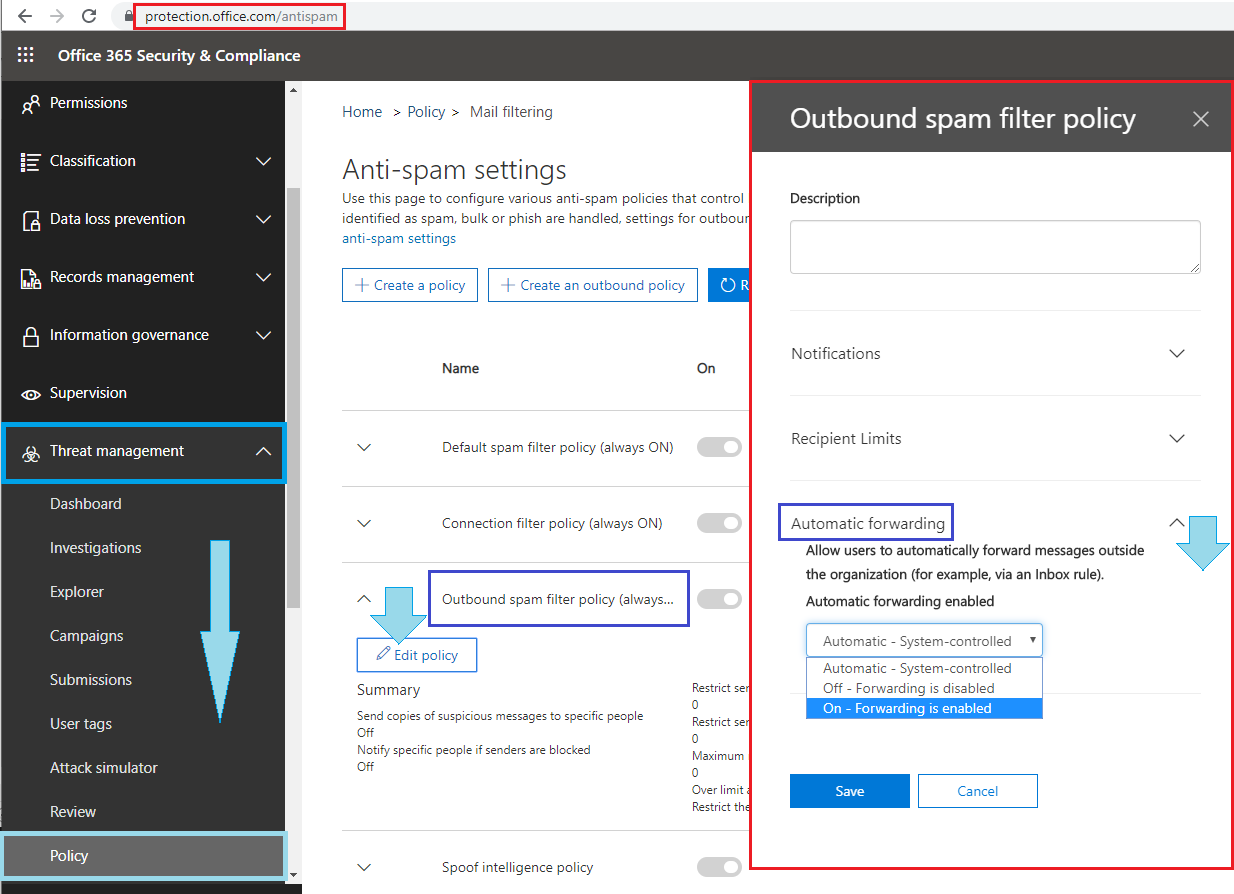 protection.office.com/antispam
Office 365 Security & Compliance
Permissions
Classification
Data loss prevention
Records management
Information governance
Supervision
Threat management
Dashboard
Investigations
Explorer
Campaigns
Submissions
User tags
Attack simulator
Review
Policy
Home > Policy > Mail filtering
Anti-spam settings
Use this page to configure various anti-spam policies that control
identified as spam, bulk or phish are handled, settings for outboun
anti-spam settings
Create a policy
Create an outbound policy
R
Name On
Default spam filter policy (always ON)
Connection filter policy (always ON)
Outbound spam filter policy (always...
Edit policy
Summary
Send copies of suspicious messages to specific people
Off
Notify specific people if senders are blocked
Off
Restrict ser
0
Restrict ser
0
Maximum
0
Over limit a
Restrict the
Spoof intelligence policy
Outbound spam filter policy
Description
Notifications
Recipient Limits
Automatic forwarding
Allow users to automatically forward messages outside
the organization (for example, via an Inbox rule).
Automatic forwarding enabled
Automatic - System-controlled
Automatic - System-controlled
Off - Forwarding is disabled
On - Forwarding is enabled
Save
Cancel